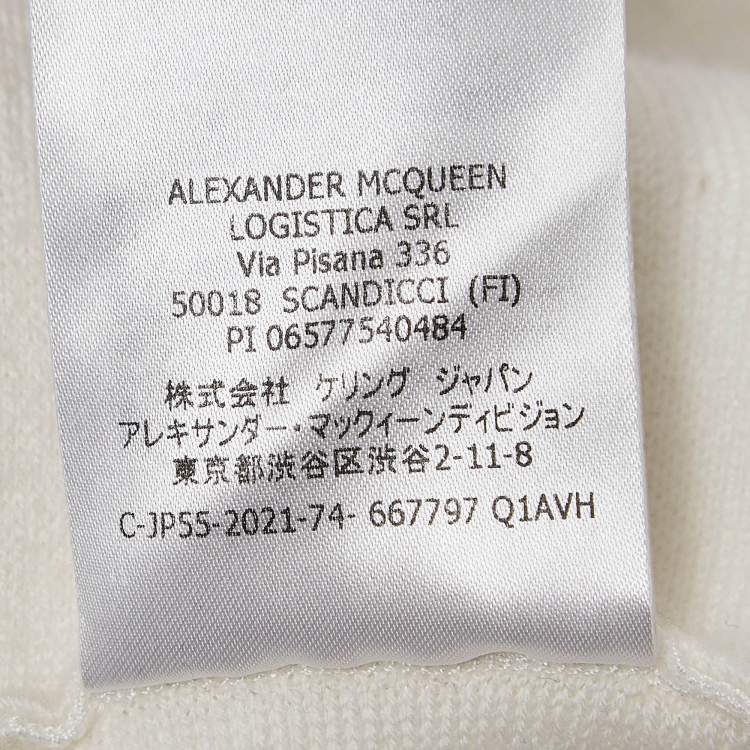 ALEXANDER MCQUEEN
LOGISTICA SRL
Via Pisana 336
50018 SCANDICCI (FI)
PI 06577540484
株式会社 ケリング ジャパン
アレキサンダー・マックィーンディビジョン
東京都渋谷区渋谷2-11-8
C-JP55-2021-74- 667797 Q1AVH